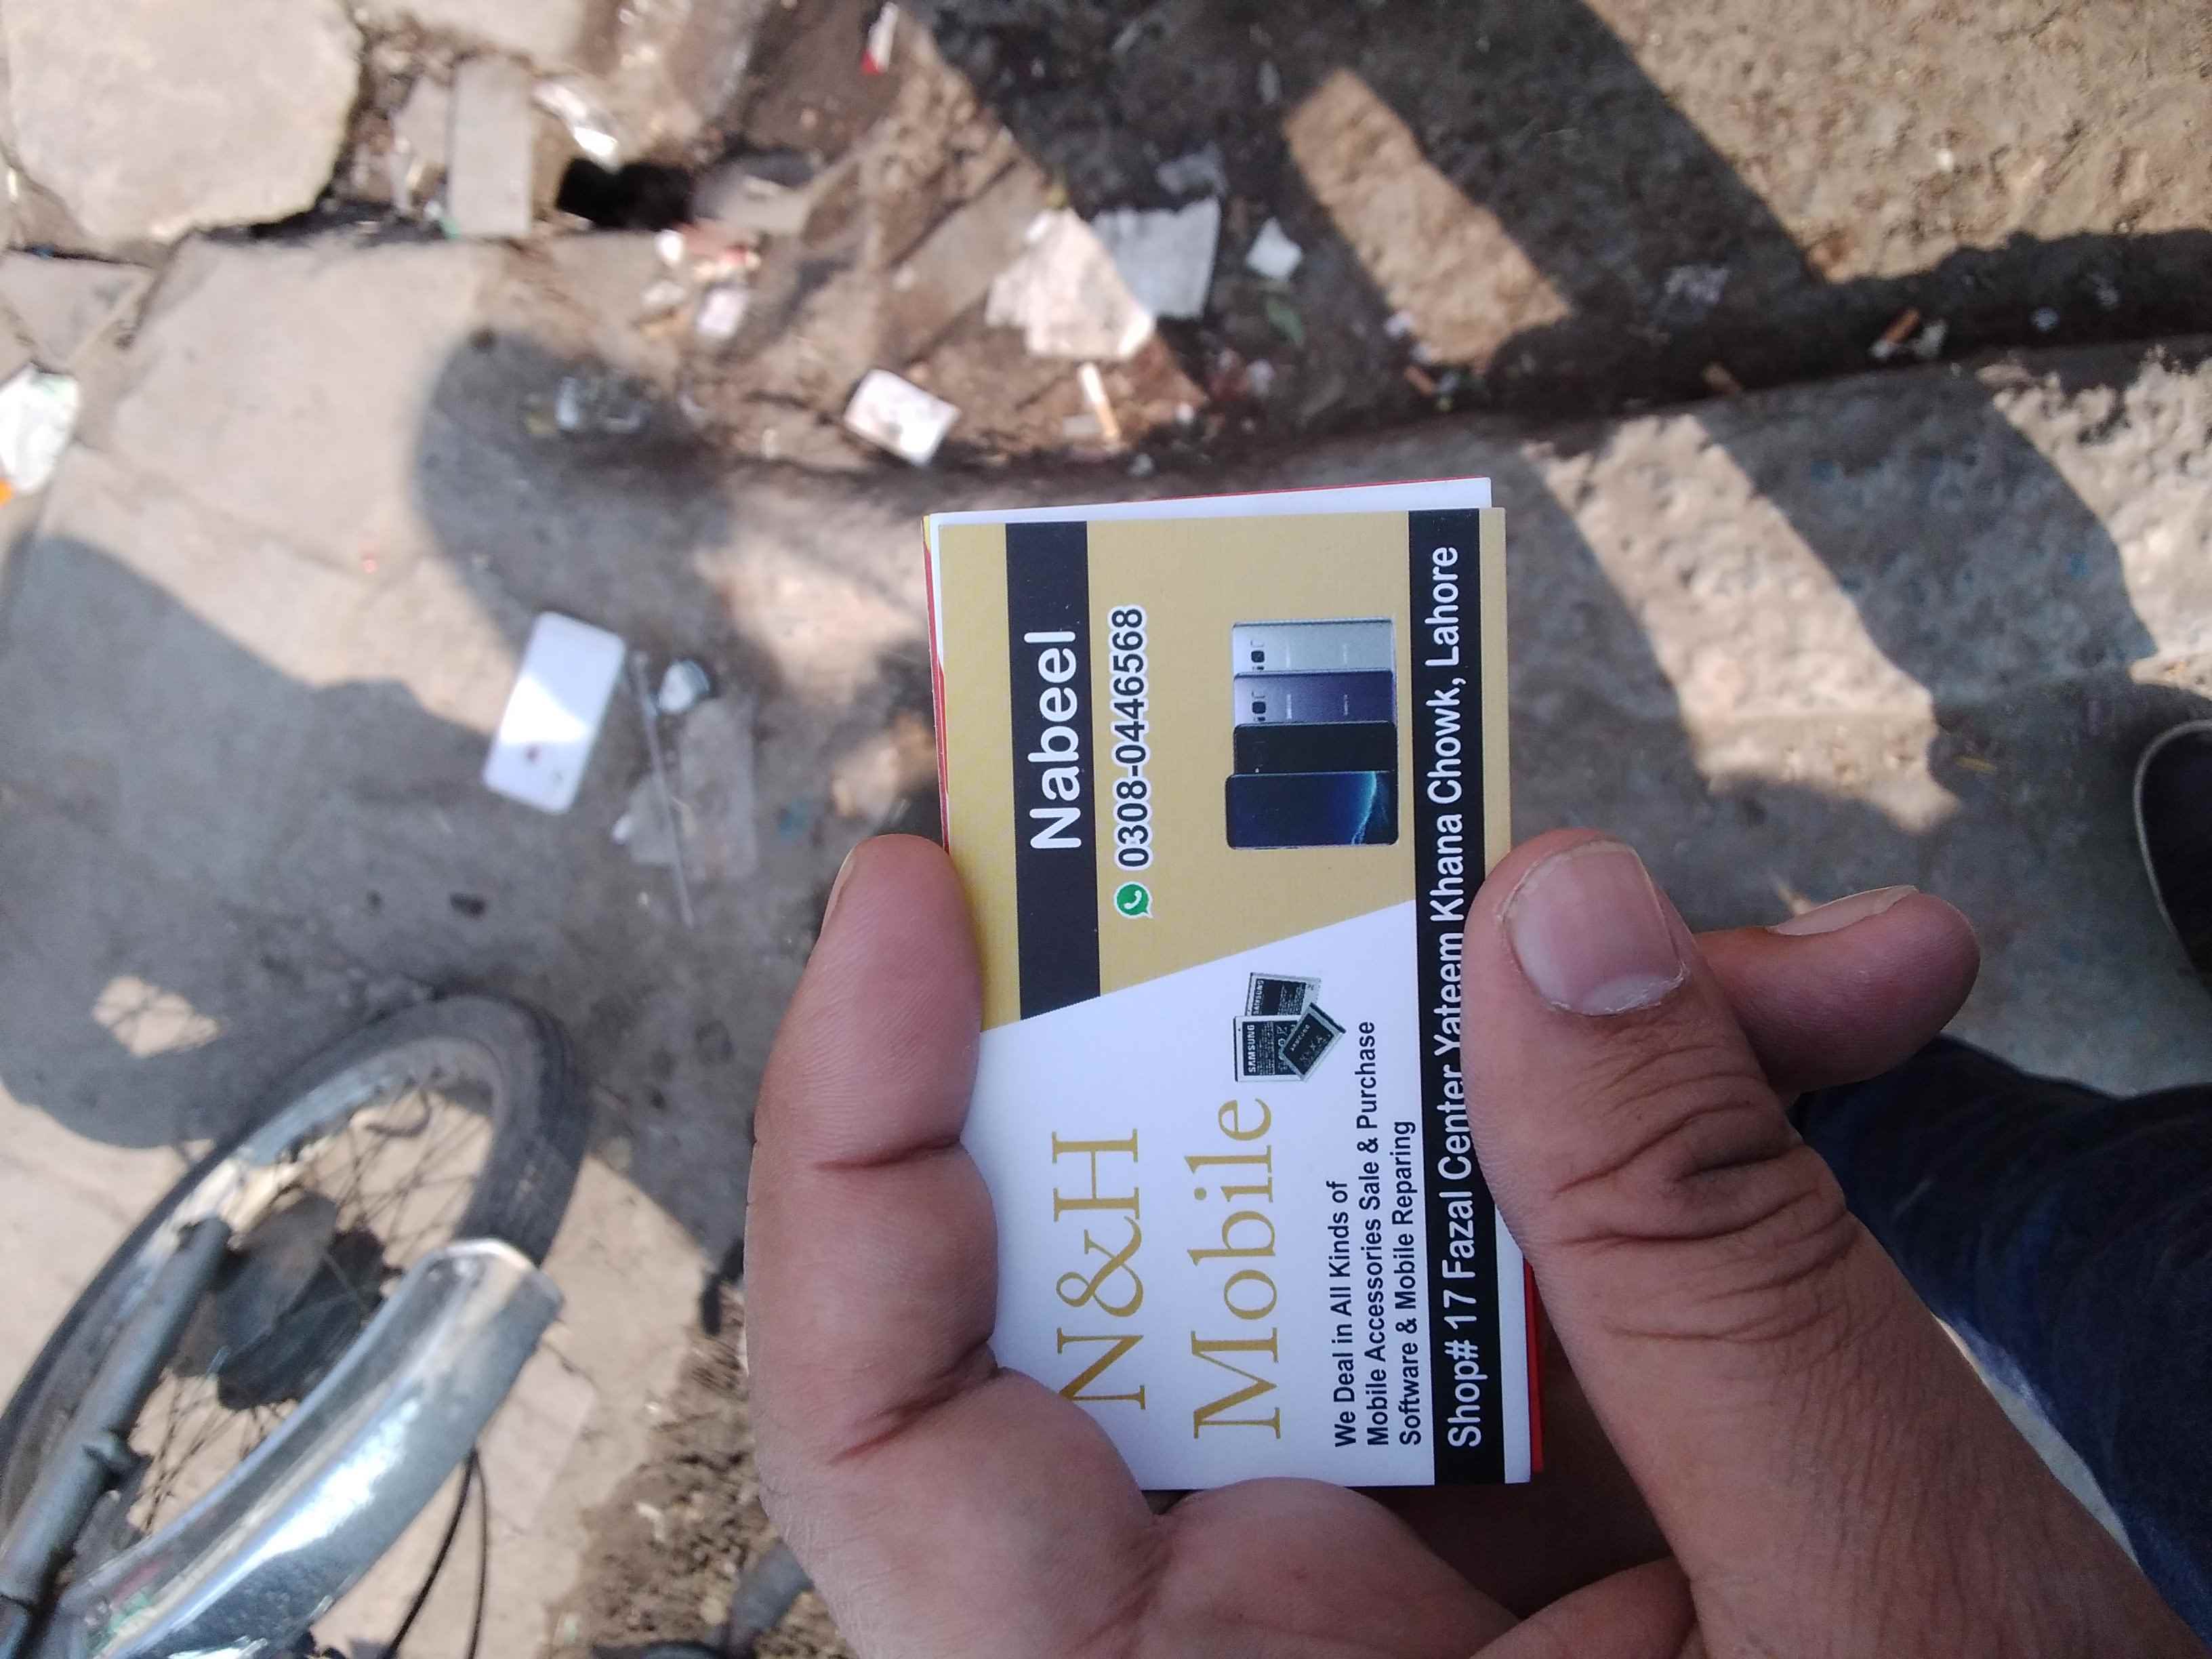 N&H
Mobile
We Deal in All Kinds of
Mobile Accessories Sale & Purchase
Software & Mobile Reparing
Nabeel
0308-0446568
SAMSUNG
SAMSUNG
SAMSUNG
Shop# 17 Fazal Center Yateem Khana Chowk, Lahore